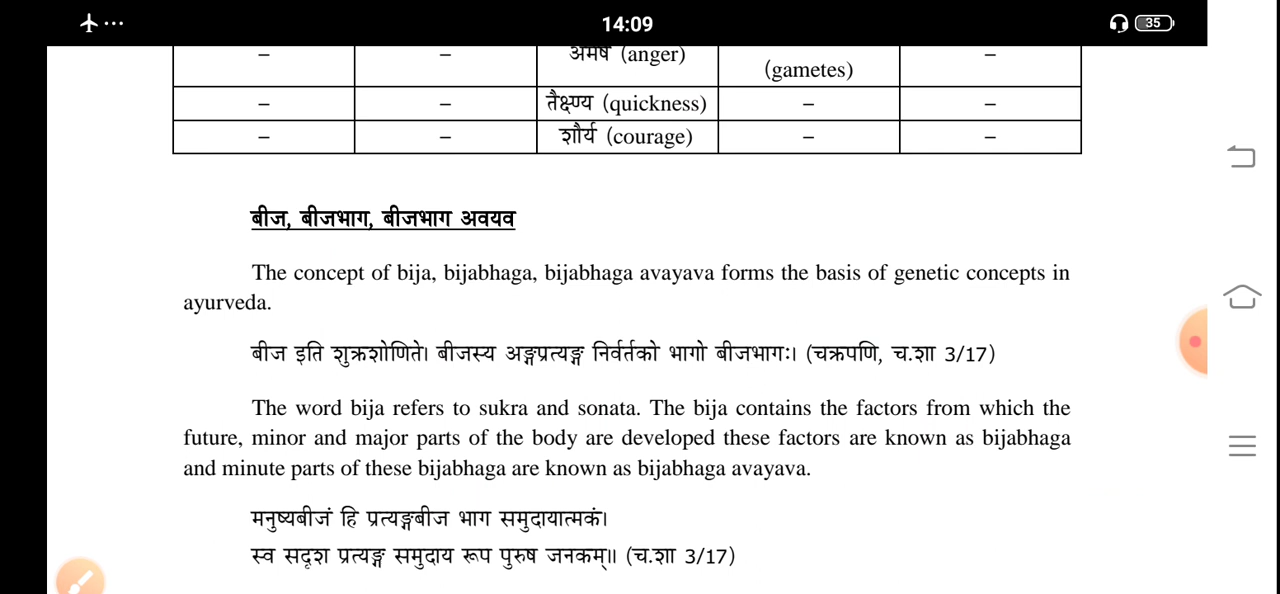 14:09
35
– – अमर्ष (anger) (gametes) –
– – तैक्ष्ण्य (quickness) – –
– – शौर्य (courage) – –
बीज, बीजभाग, बीजभाग अवयव
The concept of bija, bijabhaga, bijabhaga avayava forms the basis of genetic concepts in
ayurveda.
बीज इति शुक्रशोणिते। बीजस्य अङ्गप्रत्यङ्ग निर्वर्तको भागो बीजभागः। (चक्रपणि, च.शा 3/17)
The word bija refers to sukra and sonata. The bija contains the factors from which the
future, minor and major parts of the body are developed these factors are known as bijabhaga
and minute parts of these bijabhaga are known as bijabhaga avayava.
मनुष्यबीजं हि प्रत्यङ्गबीज भाग समुदायात्मकं।
स्व सदृश प्रत्यङ्ग समुदाय रूप पुरुष जनकम्॥ (च.शा 3/17)